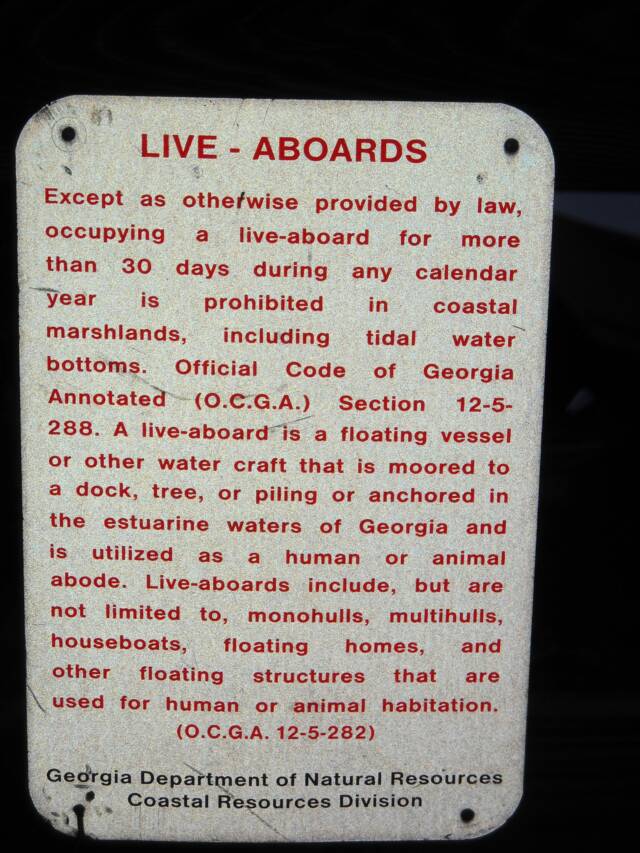 LIVE - ABOARDS
Except as otherwise provided by law,
occupying a live-aboard for more
than 30 days during any calendar
year is prohibited in coastal
marshlands, including tidal water
bottoms. Official Code of Georgia
Annotated (O.C.G.A.) Section 12-5-
288. A live-aboard is a floating vessel
or other water craft that is moored to
a dock, tree, or piling or anchored in
the estuarine waters of Georgia and
is utilized as a human or animal
abode. Live-aboards include, but are
not limited to, monohulls, multihulls,
houseboats, floating homes, and
other floating structures that are
used for human or animal habitation.
(O.C.G.A. 12-5-282)
Georgia Department of Natural Resources
Coastal Resources Division